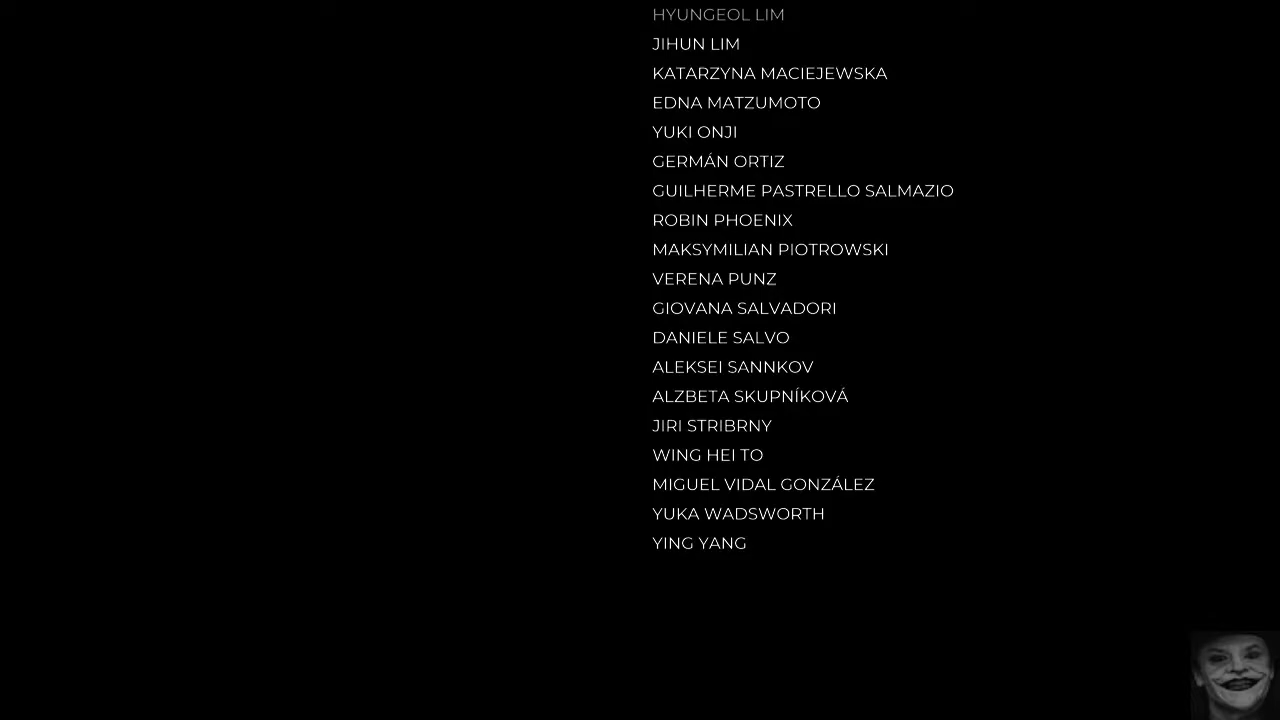 HYUNGEOL LIM
JIHUN LIM
KATARZYNA MACIEJEWSKA
EDNA MATZUMOTO
YUKI ONJI
GERMÁN ORTIZ
GUILHERME PASTRELLO SALMAZIO
ROBIN PHOENIX
MAKSYMILIAN PIOTROWSKI
VERENA PUNZ
GIOVANA SALVADORI
DANIELE SALVO
ALEKSEI SANNKOV
ALZBETA SKUPNÍKOVÁ
JIRI STRIBRNY
WING HEI TO
MIGUEL VIDAL GONZÁLEZ
YUKA WADSWORTH
YING YANG